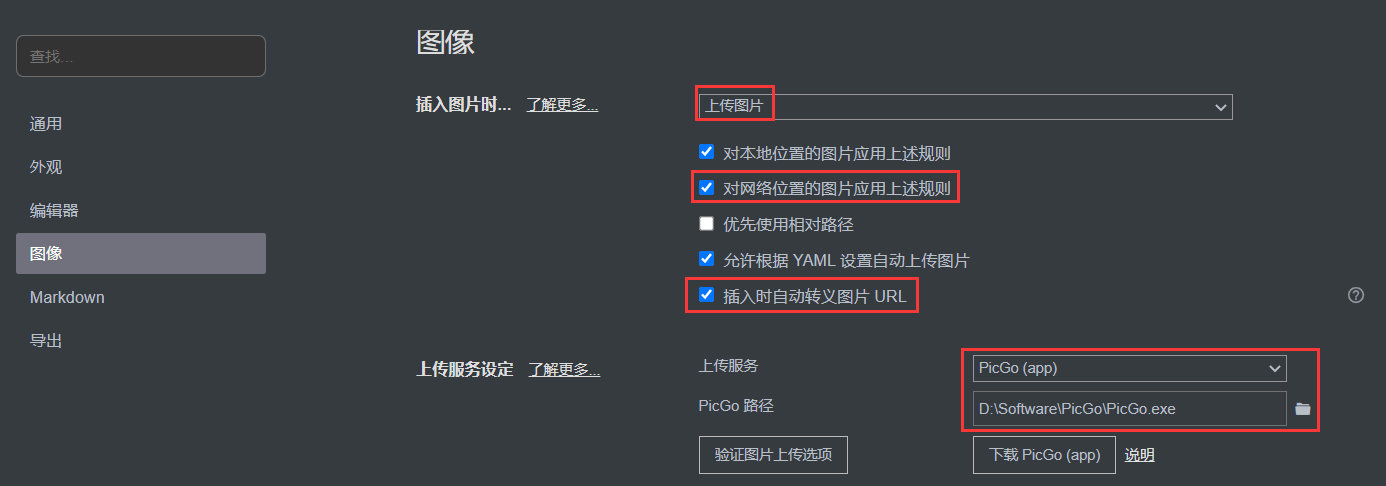 查找...
通用
外观
编辑器
图像
Markdown
导出
图像
插入图片时... 了解更多... 上传图片
对本地位置的图片应用上述规则
对网络位置的图片应用上述规则
优先使用相对路径
允许根据 YAML 设置自动上传图片
插入时自动转义图片 URL
上传服务设定 了解更多... 上传服务 PicGo (app)
PicGo 路径 D:\Software\PicGo\PicGo.exe
验证图片上传选项 下载 PicGo (app) 说明